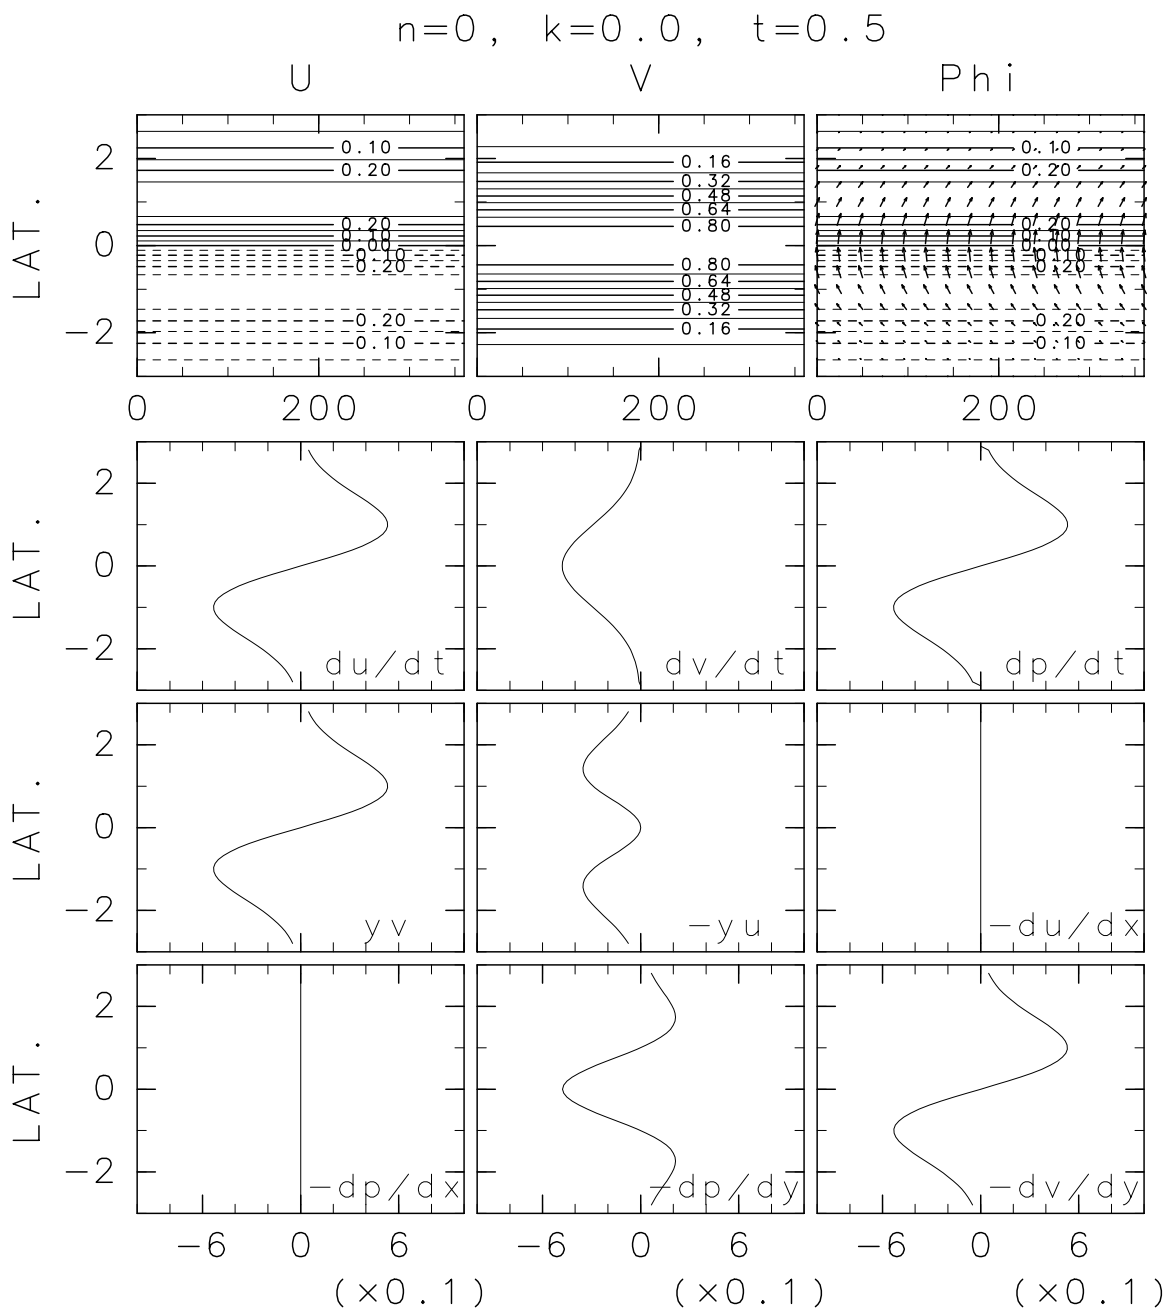 n=0, k=0.0, t=0.5
U V Phi
LAT.
2 0 -2
0.10 0.20 0.20 0.10 0.00 0.10 0.20 0.20 0.10
0.16 0.32 0.48 0.64 0.80 0.80 0.64 0.48 0.32 0.16
0.10 0.20 0.20 0.10 0.00 0.10 0.20 0.20 0.10
0 200 0 200 0 200
LAT.
2 0 -2
du/dt dv/dt dp/dt
LAT.
2 0 -2
yv -yu -du/dx
LAT.
2 0 -2
-dp/dx -dp/dy -dv/dy
-6 0 6 -6 0 6 -6 0 6
(×0.1) (×0.1) (×0.1)